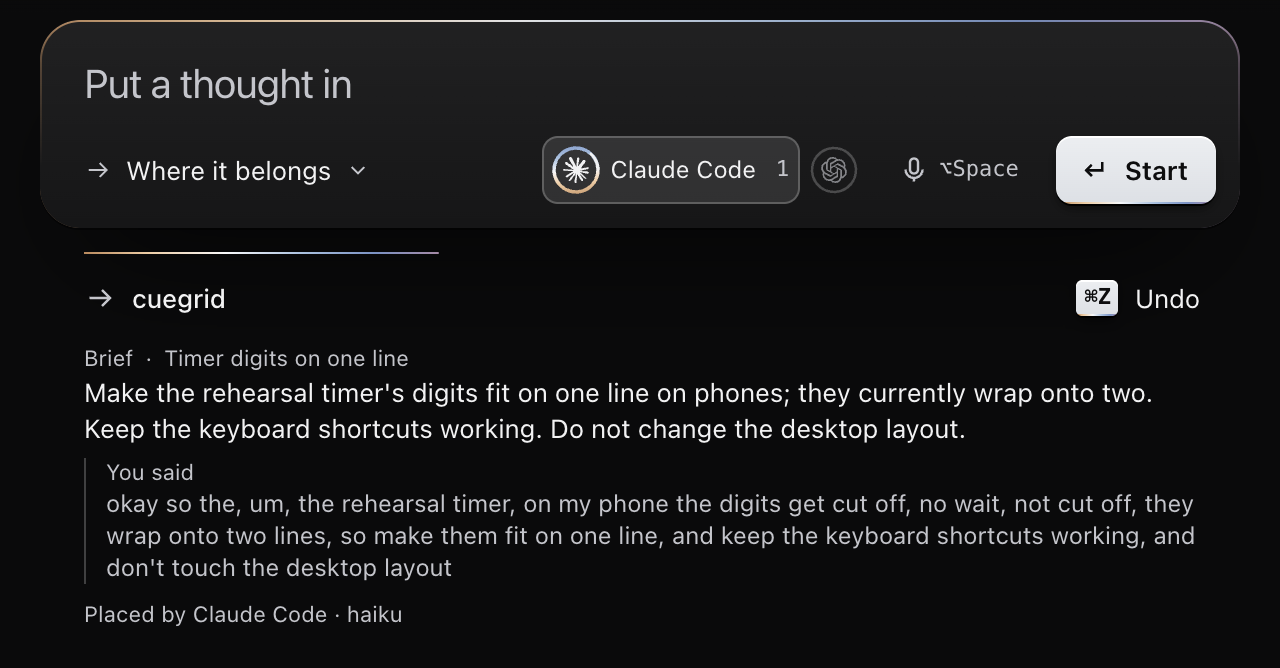 Put a thought in
→ Where it belongs
Claude Code 1
⌥Space
↵ Start
→ cuegrid
⌘Z Undo
Brief · Timer digits on one line
Make the rehearsal timer's digits fit on one line on phones; they currently wrap onto two.
Keep the keyboard shortcuts working. Do not change the desktop layout.
You said
okay so the, um, the rehearsal timer, on my phone the digits get cut off, no wait, not cut off, they
wrap onto two lines, so make them fit on one line, and keep the keyboard shortcuts working, and
don't touch the desktop layout
Placed by Claude Code · haiku